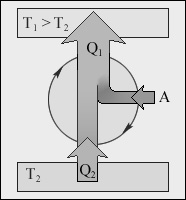 T₁ > T₂
Q₁
A
T₂
Q₂